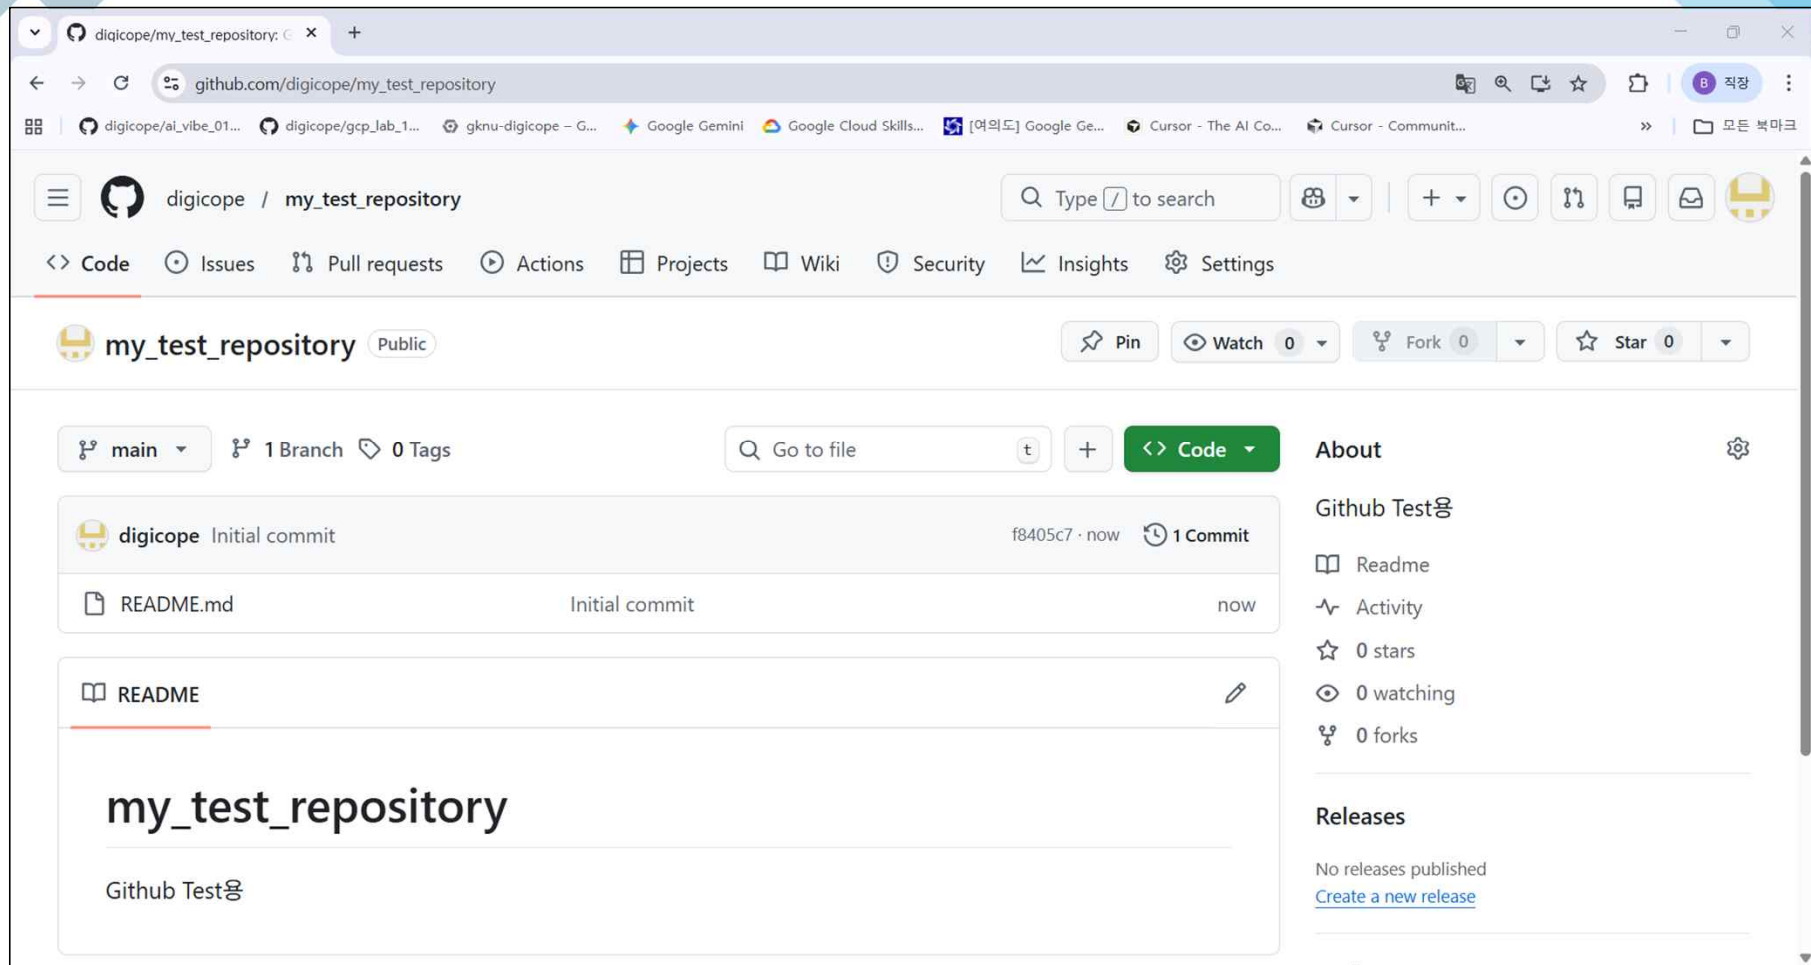 digicope/my_test_repository: G
github.com/digicope/my_test_repository
B 직장
digicope/ai_vibe_01... digicope/gcp_lab_1... gknu-digicope – G... Google Gemini Google Cloud Skills... [여의도] Google Ge... Cursor - The AI Co... Cursor - Communit... » 모든 북마크
digicope / my_test_repository
Type / to search
Code Issues Pull requests Actions Projects Wiki Security Insights Settings
my_test_repository Public
Pin Watch 0 Fork 0 Star 0
main 1 Branch 0 Tags
Go to file t + Code
digicope Initial commit f8405c7 · now 1 Commit
README.md Initial commit now
README
my_test_repository
Github Test용
About
Github Test용
Readme
Activity
0 stars
0 watching
0 forks
Releases
No releases published
Create a new release